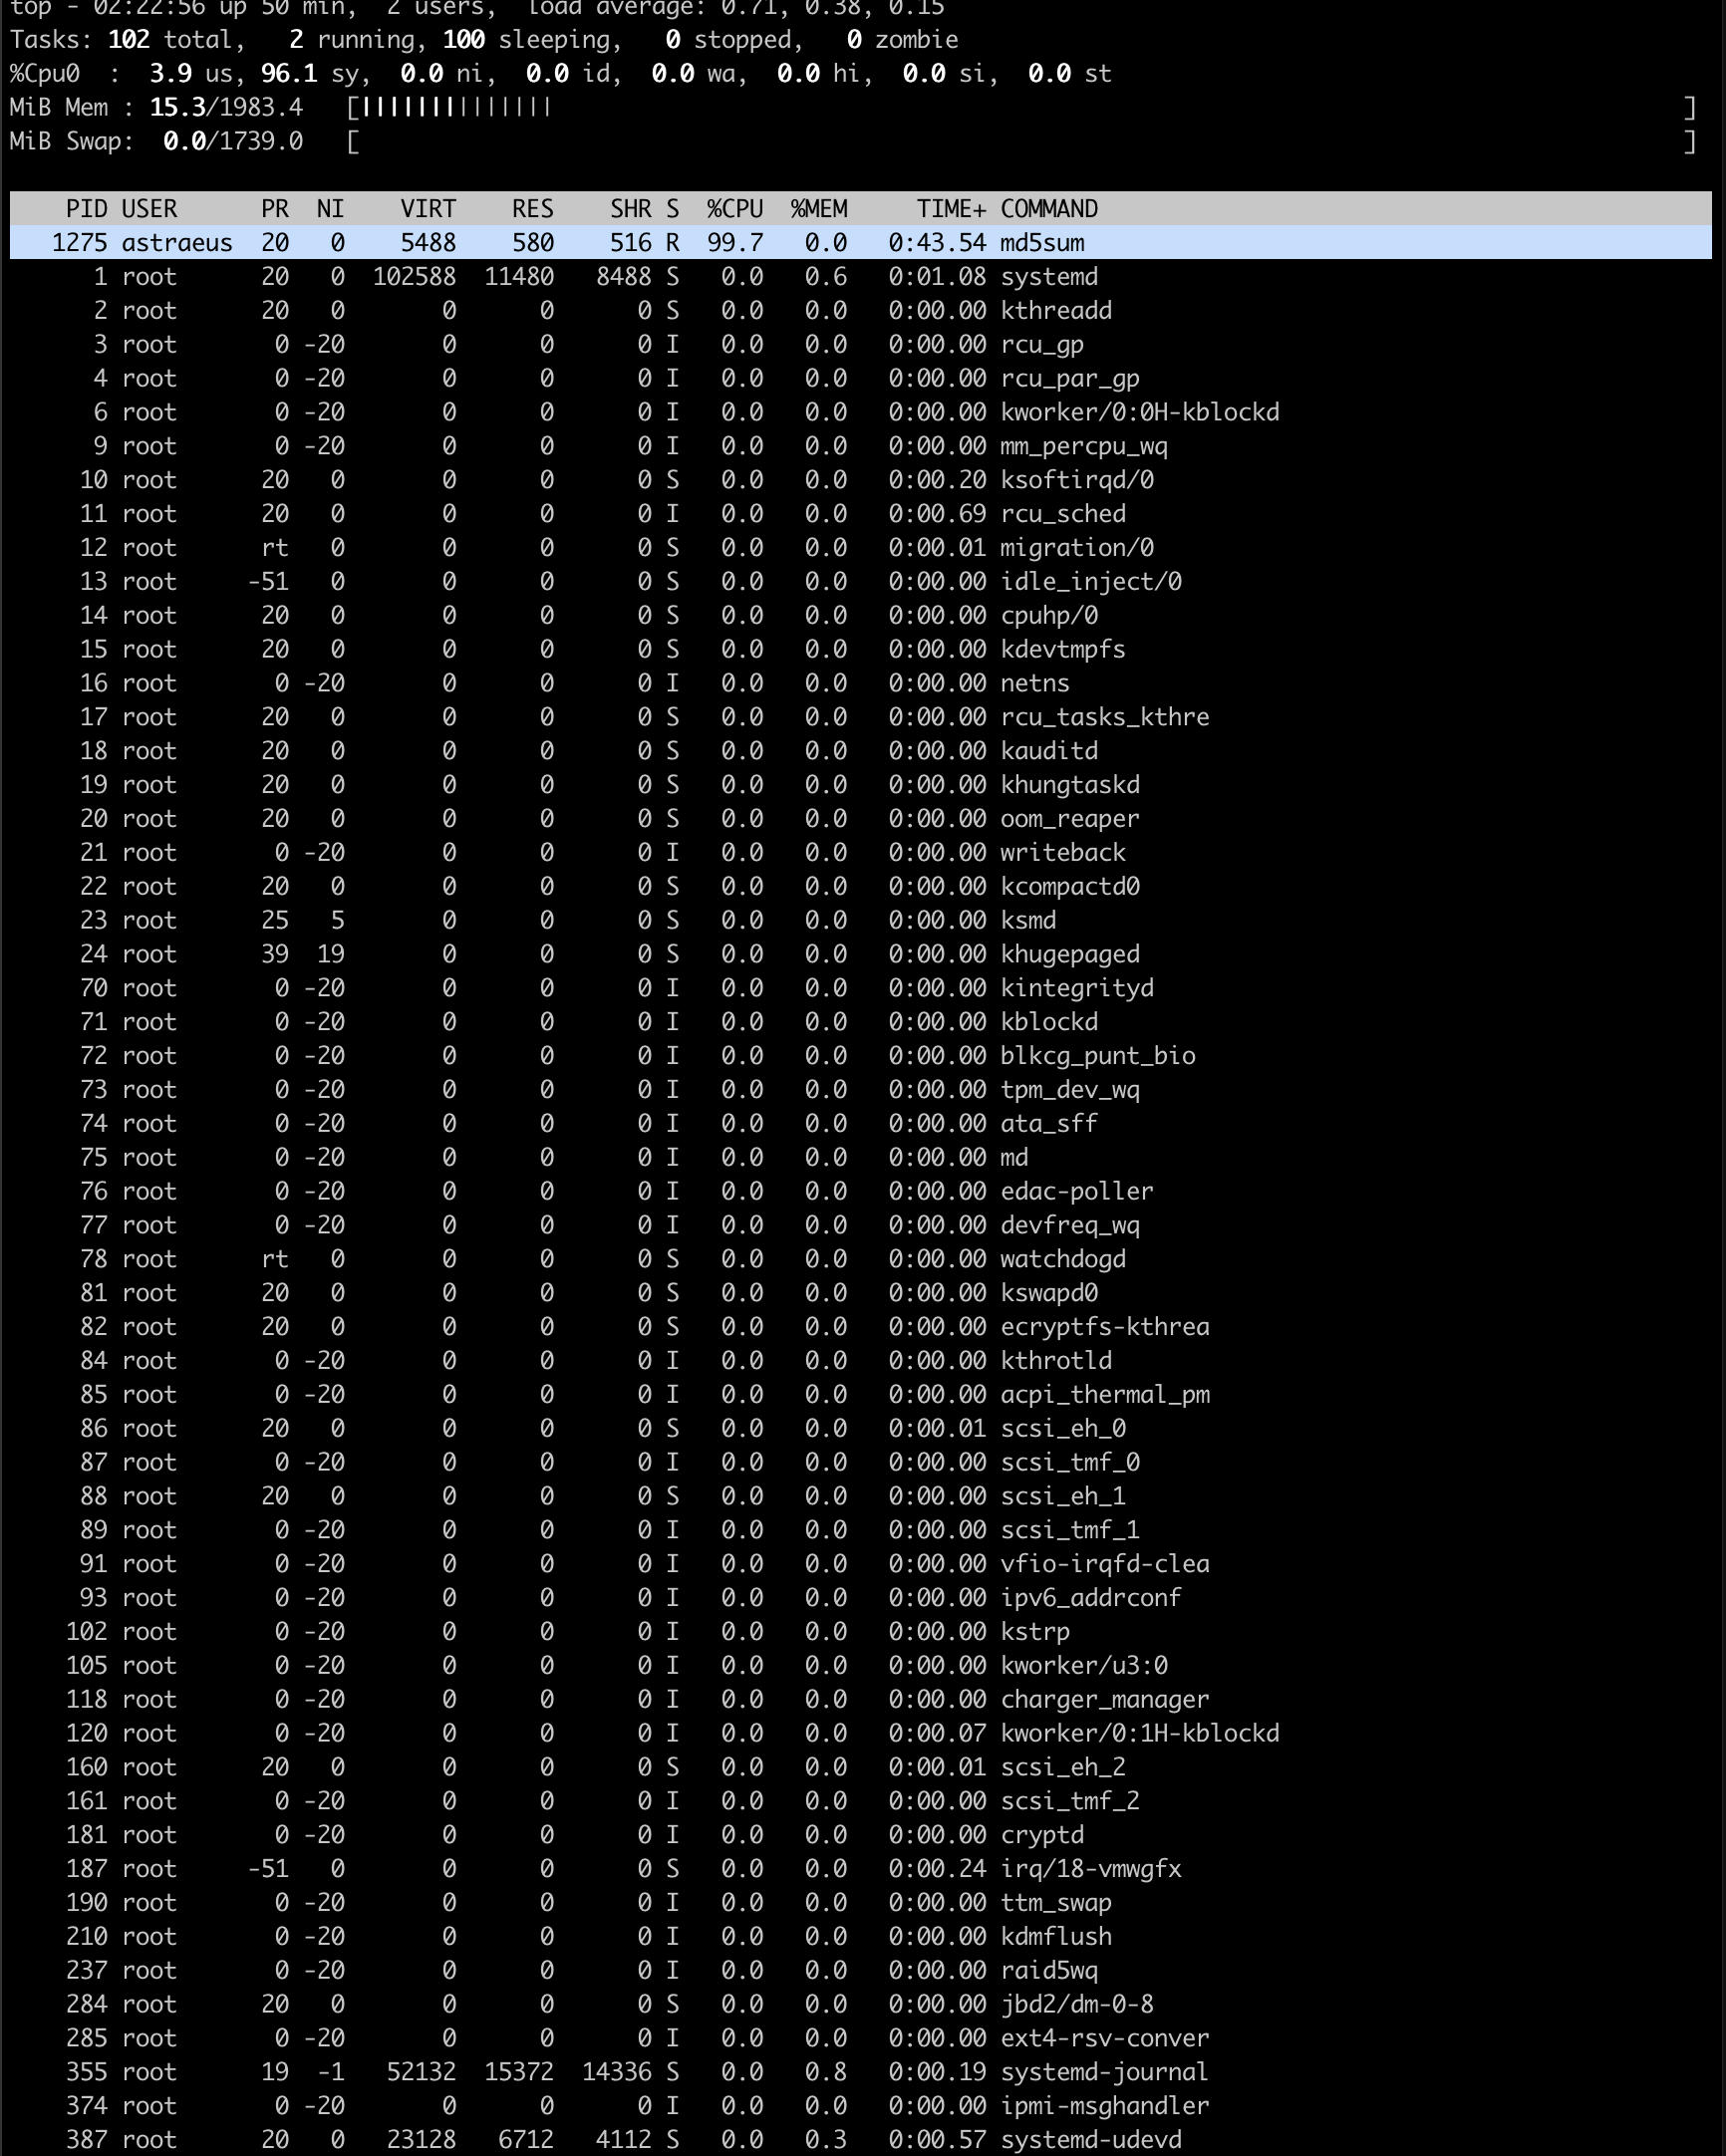 top - 02:22:56 up 50 min,  2 users,  load average: 0.71, 0.38, 0.15
Tasks: 102 total,   2 running, 100 sleeping,   0 stopped,   0 zombie
%Cpu0  :  3.9 us, 96.1 sy,  0.0 ni,  0.0 id,  0.0 wa,  0.0 hi,  0.0 si,  0.0 st
MiB Mem : 15.3/1983.4   [||||||||||||||                                        ]
MiB Swap:  0.0/1739.0   [                                                      ]
PID USER PR NI VIRT RES SHR S %CPU %MEM TIME+ COMMAND
1275 astraeus 20 0 5488 580 516 R 99.7 0.0 0:43.54 md5sum
1 root 20 0 102588 11480 8488 S 0.0 0.6 0:01.08 systemd
2 root 20 0 0 0 0 S 0.0 0.0 0:00.00 kthreadd
3 root 0 -20 0 0 0 I 0.0 0.0 0:00.00 rcu_gp
4 root 0 -20 0 0 0 I 0.0 0.0 0:00.00 rcu_par_gp
6 root 0 -20 0 0 0 I 0.0 0.0 0:00.00 kworker/0:0H-kblockd
9 root 0 -20 0 0 0 I 0.0 0.0 0:00.00 mm_percpu_wq
10 root 20 0 0 0 0 S 0.0 0.0 0:00.20 ksoftirqd/0
11 root 20 0 0 0 0 I 0.0 0.0 0:00.69 rcu_sched
12 root rt 0 0 0 0 S 0.0 0.0 0:00.01 migration/0
13 root -51 0 0 0 0 S 0.0 0.0 0:00.00 idle_inject/0
14 root 20 0 0 0 0 S 0.0 0.0 0:00.00 cpuhp/0
15 root 20 0 0 0 0 S 0.0 0.0 0:00.00 kdevtmpfs
16 root 0 -20 0 0 0 I 0.0 0.0 0:00.00 netns
17 root 20 0 0 0 0 S 0.0 0.0 0:00.00 rcu_tasks_kthre
18 root 20 0 0 0 0 S 0.0 0.0 0:00.00 kauditd
19 root 20 0 0 0 0 S 0.0 0.0 0:00.00 khungtaskd
20 root 20 0 0 0 0 S 0.0 0.0 0:00.00 oom_reaper
21 root 0 -20 0 0 0 I 0.0 0.0 0:00.00 writeback
22 root 20 0 0 0 0 S 0.0 0.0 0:00.00 kcompactd0
23 root 25 5 0 0 0 S 0.0 0.0 0:00.00 ksmd
24 root 39 19 0 0 0 S 0.0 0.0 0:00.00 khugepaged
70 root 0 -20 0 0 0 I 0.0 0.0 0:00.00 kintegrityd
71 root 0 -20 0 0 0 I 0.0 0.0 0:00.00 kblockd
72 root 0 -20 0 0 0 I 0.0 0.0 0:00.00 blkcg_punt_bio
73 root 0 -20 0 0 0 I 0.0 0.0 0:00.00 tpm_dev_wq
74 root 0 -20 0 0 0 I 0.0 0.0 0:00.00 ata_sff
75 root 0 -20 0 0 0 I 0.0 0.0 0:00.00 md
76 root 0 -20 0 0 0 I 0.0 0.0 0:00.00 edac-poller
77 root 0 -20 0 0 0 I 0.0 0.0 0:00.00 devfreq_wq
78 root rt 0 0 0 0 S 0.0 0.0 0:00.00 watchdogd
81 root 20 0 0 0 0 S 0.0 0.0 0:00.00 kswapd0
82 root 20 0 0 0 0 S 0.0 0.0 0:00.00 ecryptfs-kthrea
84 root 0 -20 0 0 0 I 0.0 0.0 0:00.00 kthrotld
85 root 0 -20 0 0 0 I 0.0 0.0 0:00.00 acpi_thermal_pm
86 root 20 0 0 0 0 S 0.0 0.0 0:00.01 scsi_eh_0
87 root 0 -20 0 0 0 I 0.0 0.0 0:00.00 scsi_tmf_0
88 root 20 0 0 0 0 S 0.0 0.0 0:00.00 scsi_eh_1
89 root 0 -20 0 0 0 I 0.0 0.0 0:00.00 scsi_tmf_1
91 root 0 -20 0 0 0 I 0.0 0.0 0:00.00 vfio-irqfd-clea
93 root 0 -20 0 0 0 I 0.0 0.0 0:00.00 ipv6_addrconf
102 root 0 -20 0 0 0 I 0.0 0.0 0:00.00 kstrp
105 root 0 -20 0 0 0 I 0.0 0.0 0:00.00 kworker/u3:0
118 root 0 -20 0 0 0 I 0.0 0.0 0:00.00 charger_manager
120 root 0 -20 0 0 0 I 0.0 0.0 0:00.07 kworker/0:1H-kblockd
160 root 20 0 0 0 0 S 0.0 0.0 0:00.01 scsi_eh_2
161 root 0 -20 0 0 0 I 0.0 0.0 0:00.00 scsi_tmf_2
181 root 0 -20 0 0 0 I 0.0 0.0 0:00.00 cryptd
187 root -51 0 0 0 0 S 0.0 0.0 0:00.24 irq/18-vmwgfx
190 root 0 -20 0 0 0 I 0.0 0.0 0:00.00 ttm_swap
210 root 0 -20 0 0 0 I 0.0 0.0 0:00.00 kdmflush
237 root 0 -20 0 0 0 I 0.0 0.0 0:00.00 raid5wq
284 root 20 0 0 0 0 S 0.0 0.0 0:00.00 jbd2/dm-0-8
285 root 0 -20 0 0 0 I 0.0 0.0 0:00.00 ext4-rsv-conver
355 root 19 -1 52132 15372 14336 S 0.0 0.8 0:00.19 systemd-journal
374 root 0 -20 0 0 0 I 0.0 0.0 0:00.00 ipmi-msghandler
387 root 20 0 23128 6712 4112 S 0.0 0.3 0:00.57 systemd-udevd